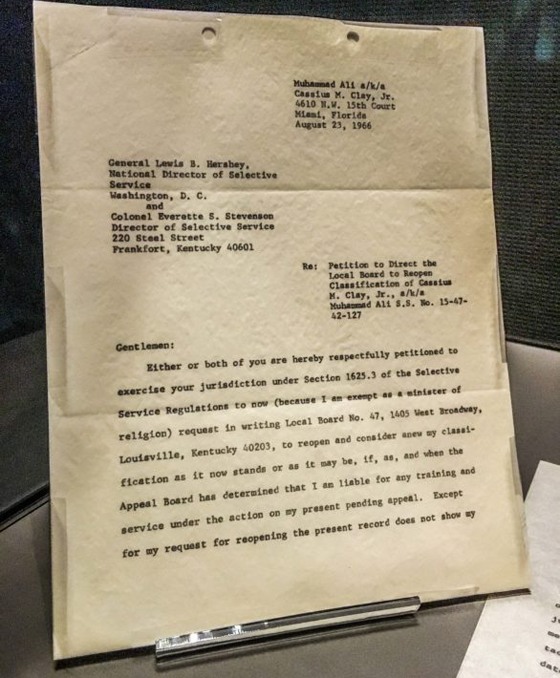 Muhammad Ali a/k/a
Cassius M. Clay, Jr.
4610 N.W. 15th Court
Miami, Florida
August 23, 1966
General Lewis B. Hershey,
National Director of Selective
Service
Washington, D. C.
and
Colonel Everette S. Stevenson
Director of Selective Service
220 Steel Street
Frankfort, Kentucky 40601
Re: Petition to Direct the
Local Board to Reopen
Classification of Cassius
M. Clay, Jr., a/k/a
Muhammad Ali S.S. No. 15-47-
42-127
Gentlemen:
Either or both of you are hereby respectfully petitioned to
exercise your jurisdiction under Section 1625.3 of the Selective
Service Regulations to now (because I am exempt as a minister of
religion) request in writing Local Board No. 47, 1405 West Broadway,
Louisville, Kentucky 40203, to reopen and consider anew my classi-
fication as it now stands or as it may be, if, as, and when the
Appeal Board has determined that I am liable for any training and
service under the action on my present pending appeal. Except
for my request for reopening the present record does not show my